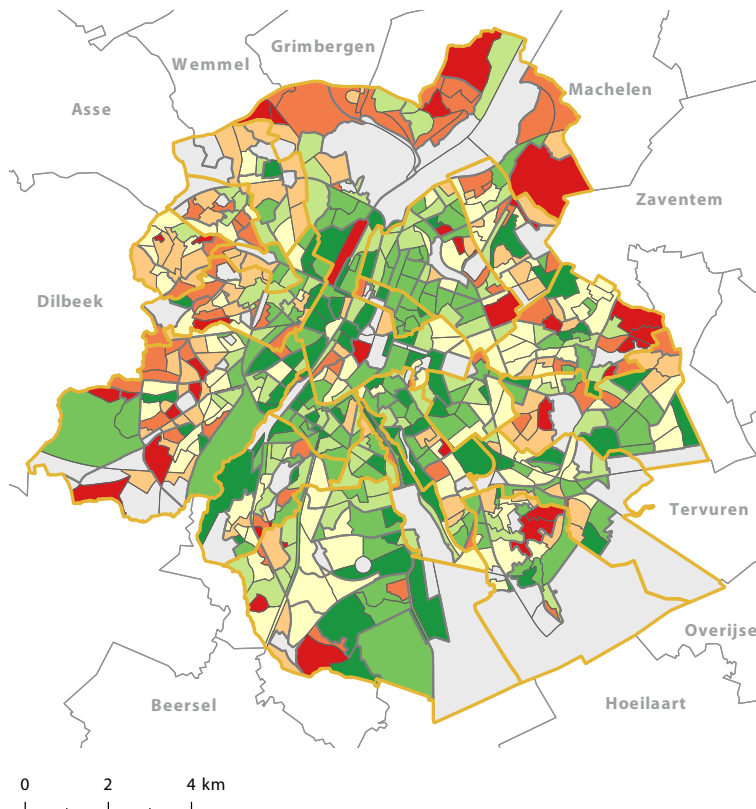 Grimbergen
Wemmel
Machelen
Asse
Zaventem
Dilbeek
Tervuren
Overijse
Beersel
Hoeilaart
0 2 4 km